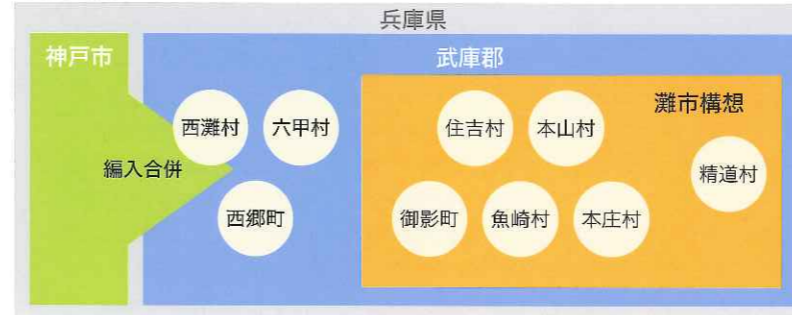 兵庫県
神戸市
武庫郡
灘市構想
西灘村
六甲村
住吉村
本山村
編入合併
精道村
西郷町
御影町
魚崎村
本庄村